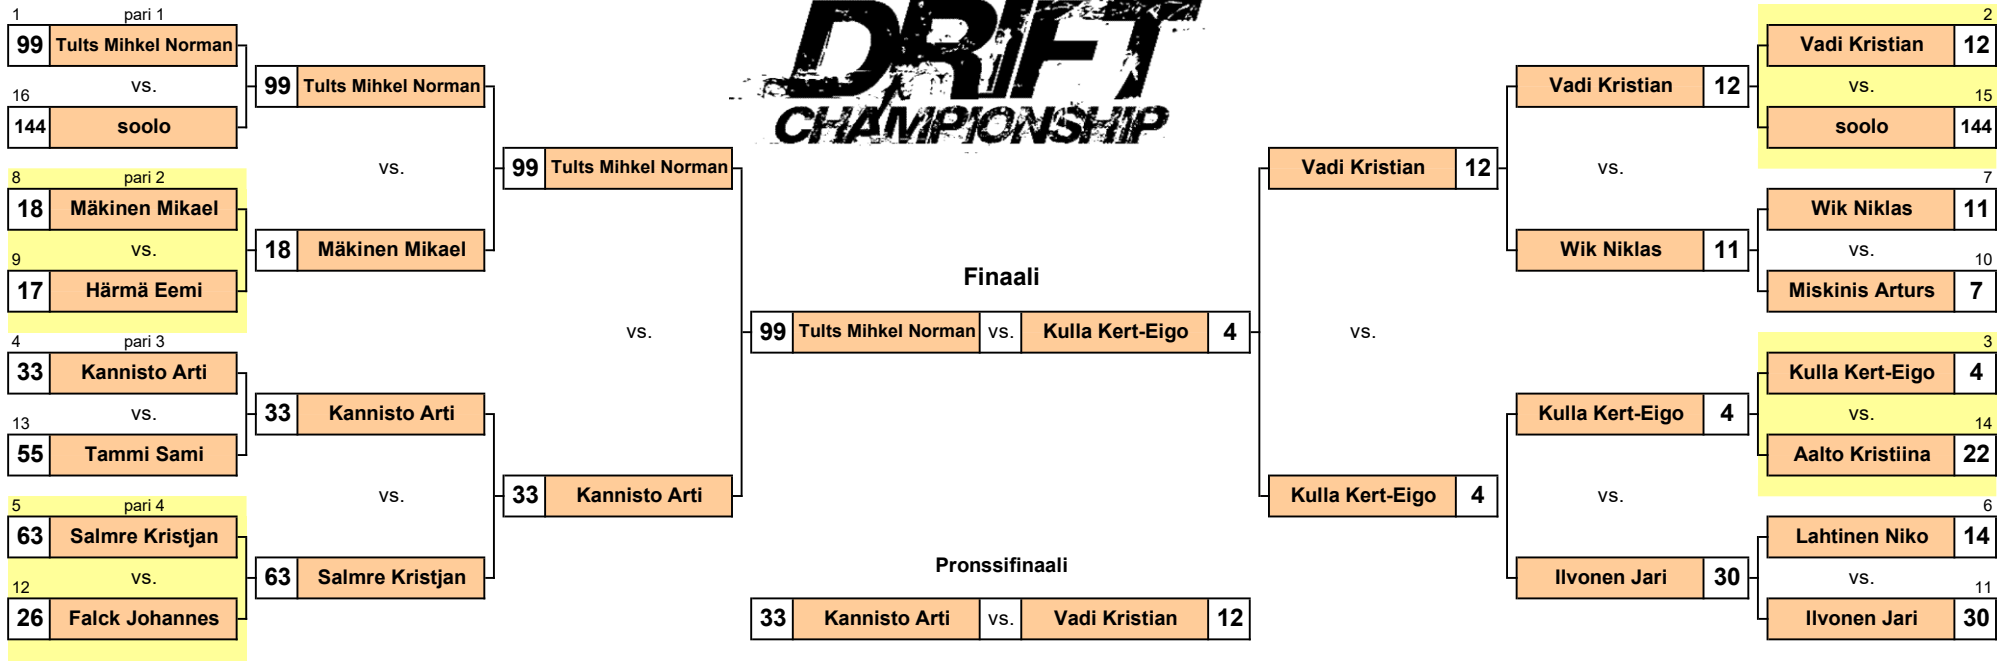 DRIFT
CHAMPIONSHIP
1 pari 1
99 Tults Mihkel Norman
vs.
16
144 soolo
8 pari 2
18 Mäkinen Mikael
vs.
9
17 Härmä Eemi
4 pari 3
33 Kannisto Arti
vs.
13
55 Tammi Sami
5 pari 4
63 Salmre Kristjan
vs.
12
26 Falck Johannes
99 Tults Mihkel Norman
vs.
18 Mäkinen Mikael
33 Kannisto Arti
vs.
63 Salmre Kristjan
99 Tults Mihkel Norman
vs.
33 Kannisto Arti
Finaali
99 Tults Mihkel Norman vs. Kulla Kert-Eigo 4
Pronssifinaali
33 Kannisto Arti vs. Vadi Kristian 12
Vadi Kristian 12
vs.
Kulla Kert-Eigo 4
Vadi Kristian 12
vs.
Wik Niklas 11
Kulla Kert-Eigo 4
vs.
Ilvonen Jari 30
2
Vadi Kristian 12
vs.
15
soolo 144
7
Wik Niklas 11
vs.
10
Miskinis Arturs 7
3
Kulla Kert-Eigo 4
vs.
14
Aalto Kristiina 22
6
Lahtinen Niko 14
vs.
11
Ilvonen Jari 30